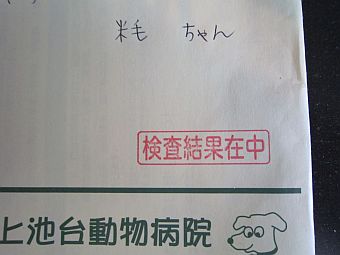 粍 ちゃん
検査結果在中
上池台動物病院